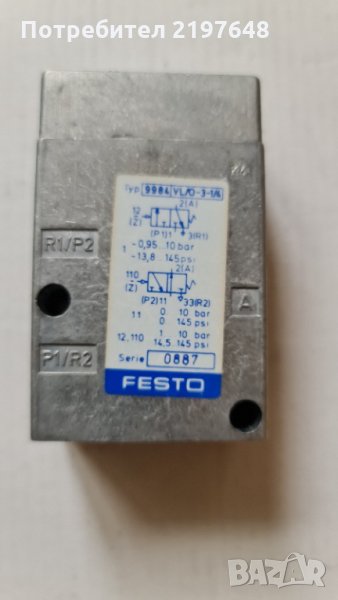 Потребител 2197648
Typ 9984 VL/O-3-1/4
2(A)
12
(Z)
(P1)1 3(R1)
1 -0,95...10 bar
-13,8...145 psi
2(A)
110
(Z)
(P2)11 33(R2)
11 0 10 bar
0 145 psi
12,110 1 10 bar
14,5 145 psi
Serie 0887
FESTO
R1/P2
P1/R2
A
BAZAR